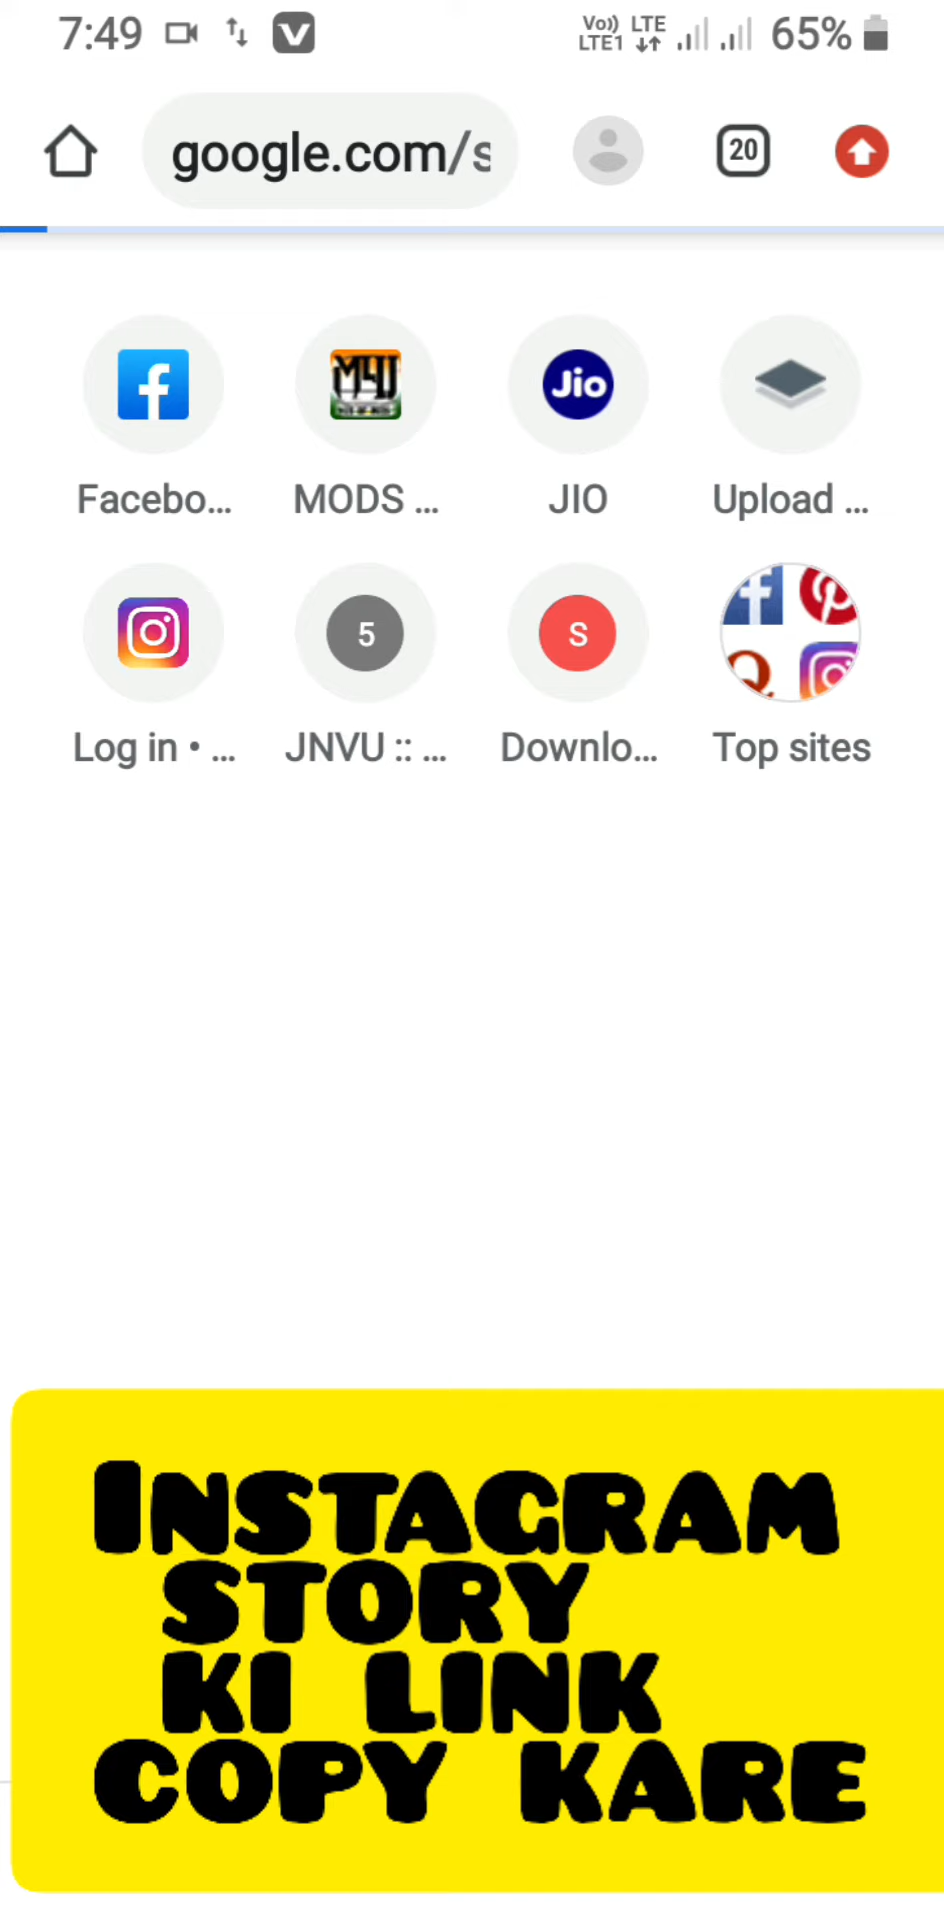 7:49 Vo)) LTE LTE1 65%
google.com/s 20
f M4U Jio
Facebo... MODS ... JIO Upload ...
5 S
Log in • ... JNVU :: ... Downlo... Top sites
INSTAGRAM
STORY
KI LINK
COPY KARE